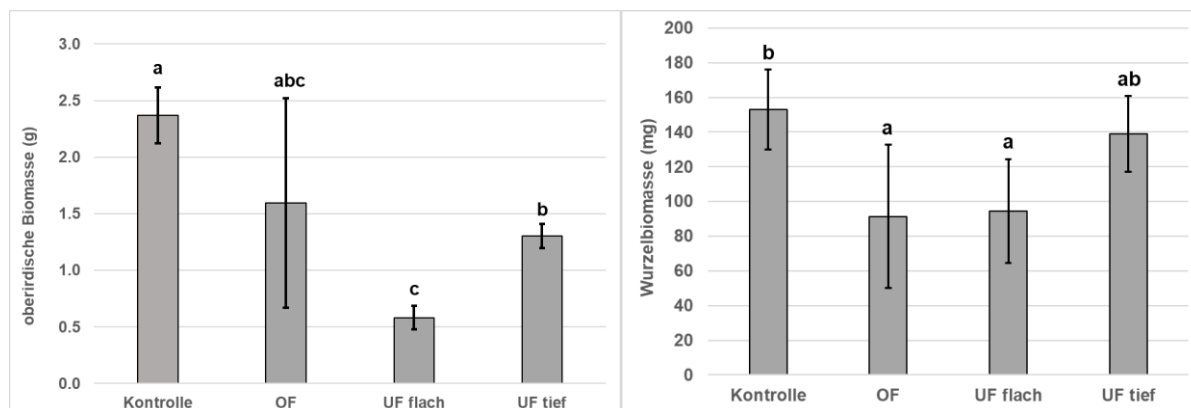 oberirdische Biomasse (g)
3.0
2.5
2.0
1.5
1.0
0.5
0.0
a
abc
c
b
Kontrolle OF UF flach UF tief
Wurzelbiomasse (mg)
200
180
160
140
120
100
80
60
40
20
0
b
a
a
ab
Kontrolle OF UF flach UF tief